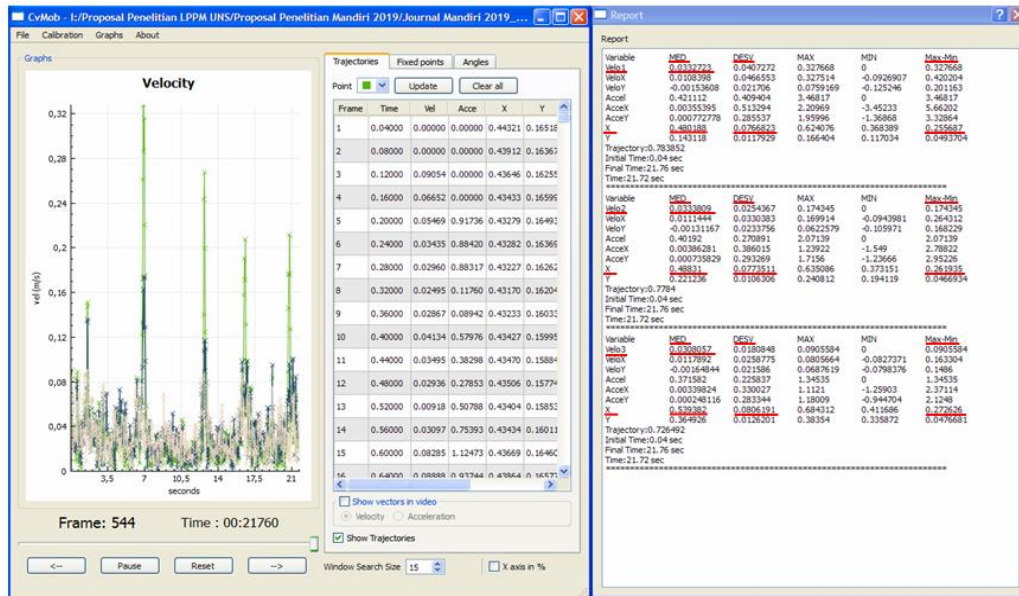 CvMob - I:/Proposal Penelitian LPPM UNS/Proposal Penelitian Mandiri 2019/Journal Mandiri 2019_...
File Calibration Graphs About
Graphs
Velocity
0,32
0,28
0,24
0,2
0,16
0,12
0,08
0,04
0
vel (m/s)
3,5 7 10,5 14 17,5 21
seconds
Frame: 544 Time : 00:21760
<-- Pause Reset -->
Trajectories Fixed points Angles
Point Update Clear all
Frame Time Vel Acce X Y
1 0.04000 0.00000 0.00000 0.44321 0.16518
2 0.08000 0.00000 0.00000 0.43912 0.16367
3 0.12000 0.09054 0.00000 0.43646 0.16255
4 0.16000 0.06652 0.00000 0.43433 0.16599
5 0.20000 0.05469 0.91736 0.43279 0.16493
6 0.24000 0.03435 0.88420 0.43282 0.16369
7 0.28000 0.02960 0.88317 0.43227 0.16262
8 0.32000 0.02495 0.11760 0.43170 0.16204
9 0.36000 0.02867 0.08942 0.43233 0.16033
10 0.40000 0.04134 0.57976 0.43427 0.15995
11 0.44000 0.03495 0.38298 0.43470 0.15884
12 0.48000 0.02936 0.27853 0.43506 0.15774
13 0.52000 0.00918 0.50788 0.43404 0.15853
14 0.56000 0.03097 0.75393 0.43434 0.16011
15 0.60000 0.08285 1.12473 0.43669 0.16460
16 0.64000 0.08888 0.93744 0.43864 0.16577
Show vectors in video
Velocity Acceleration
Show Trajectories
Window Search Size 15 X axis in %
Report
Report
Variable MED DESV MAX MIN Max-Min
Velo1 0.0332723 0.0407272 0.327668 0 0.327668
VeloX 0.0108398 0.0466553 0.327514 -0.0926907 0.420204
VeloY -0.00153608 0.021706 0.0759169 -0.125246 0.201163
Accel 0.421112 0.409404 3.46817 0 3.46817
AcceX 0.00355395 0.513294 2.20969 -3.45233 5.66202
AcceY 0.000772778 0.285537 1.95996 -1.36868 3.32864
X 0.480188 0.0766823 0.624076 0.368389 0.255687
Y 0.143118 0.0117929 0.166404 0.117034 0.0493704
Trajectory:0.783852
Initial Time:0.04 sec
Final Time:21.76 sec
Time:21.72 sec
Variable MED DESV MAX MIN Max-Min
Velo2 0.0333809 0.0254367 0.174345 0 0.174345
VeloX 0.0111444 0.0330383 0.169914 -0.0943981 0.264312
VeloY -0.00131167 0.0233756 0.0622579 -0.105971 0.168229
Accel 0.40192 0.270891 2.07139 0 2.07139
AcceX 0.00386281 0.386015 1.23922 -1.549 2.78822
AcceY 0.000735829 0.293269 1.7156 -1.23666 2.95226
X 0.48831 0.0773511 0.635086 0.373151 0.261935
Y 0.221236 0.0106306 0.240812 0.194119 0.0466934
Trajectory:0.7784
Initial Time:0.04 sec
Final Time:21.76 sec
Time:21.72 sec
Variable MED DESV MAX MIN Max-Min
Velo3 0.0308057 0.0180848 0.0905584 0 0.0905584
VeloX 0.0117892 0.0258775 0.0805664 -0.0827371 0.163304
VeloY -0.00164844 0.021586 0.0687619 -0.0798376 0.1486
Accel 0.371582 0.225837 1.34535 0 1.34535
AcceX 0.00339824 0.330027 1.1121 -1.25903 2.37114
AcceY 0.000248116 0.283344 1.18009 -0.944704 2.1248
X 0.539382 0.0806191 0.684312 0.411686 0.272626
Y 0.364926 0.0126201 0.38354 0.335872 0.0476681
Trajectory:0.726492
Initial Time:0.04 sec
Final Time:21.76 sec
Time:21.72 sec